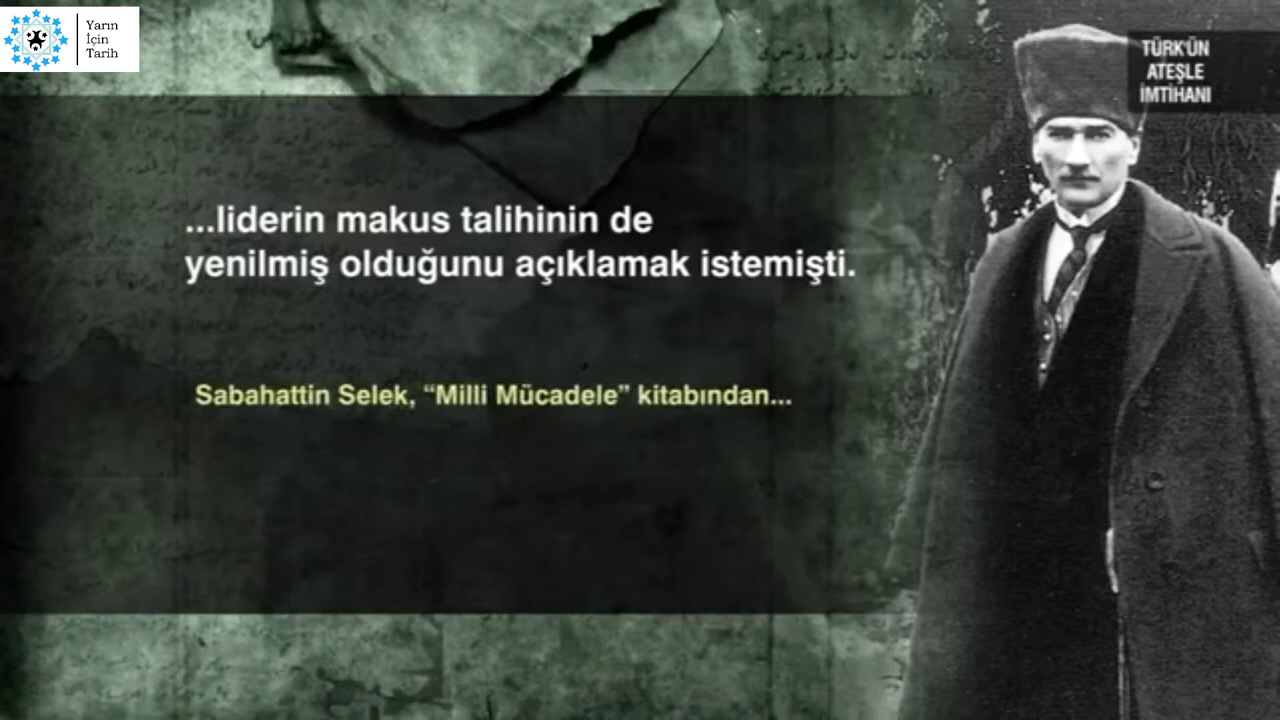 Yarın
İçin
Tarih
TÜRK'ÜN
ATEŞLE
İMTİHANI
...liderin makus talihinin de
yenilmiş olduğunu açıklamak istemişti.
Sabahattin Selek, “Milli Mücadele” kitabından...